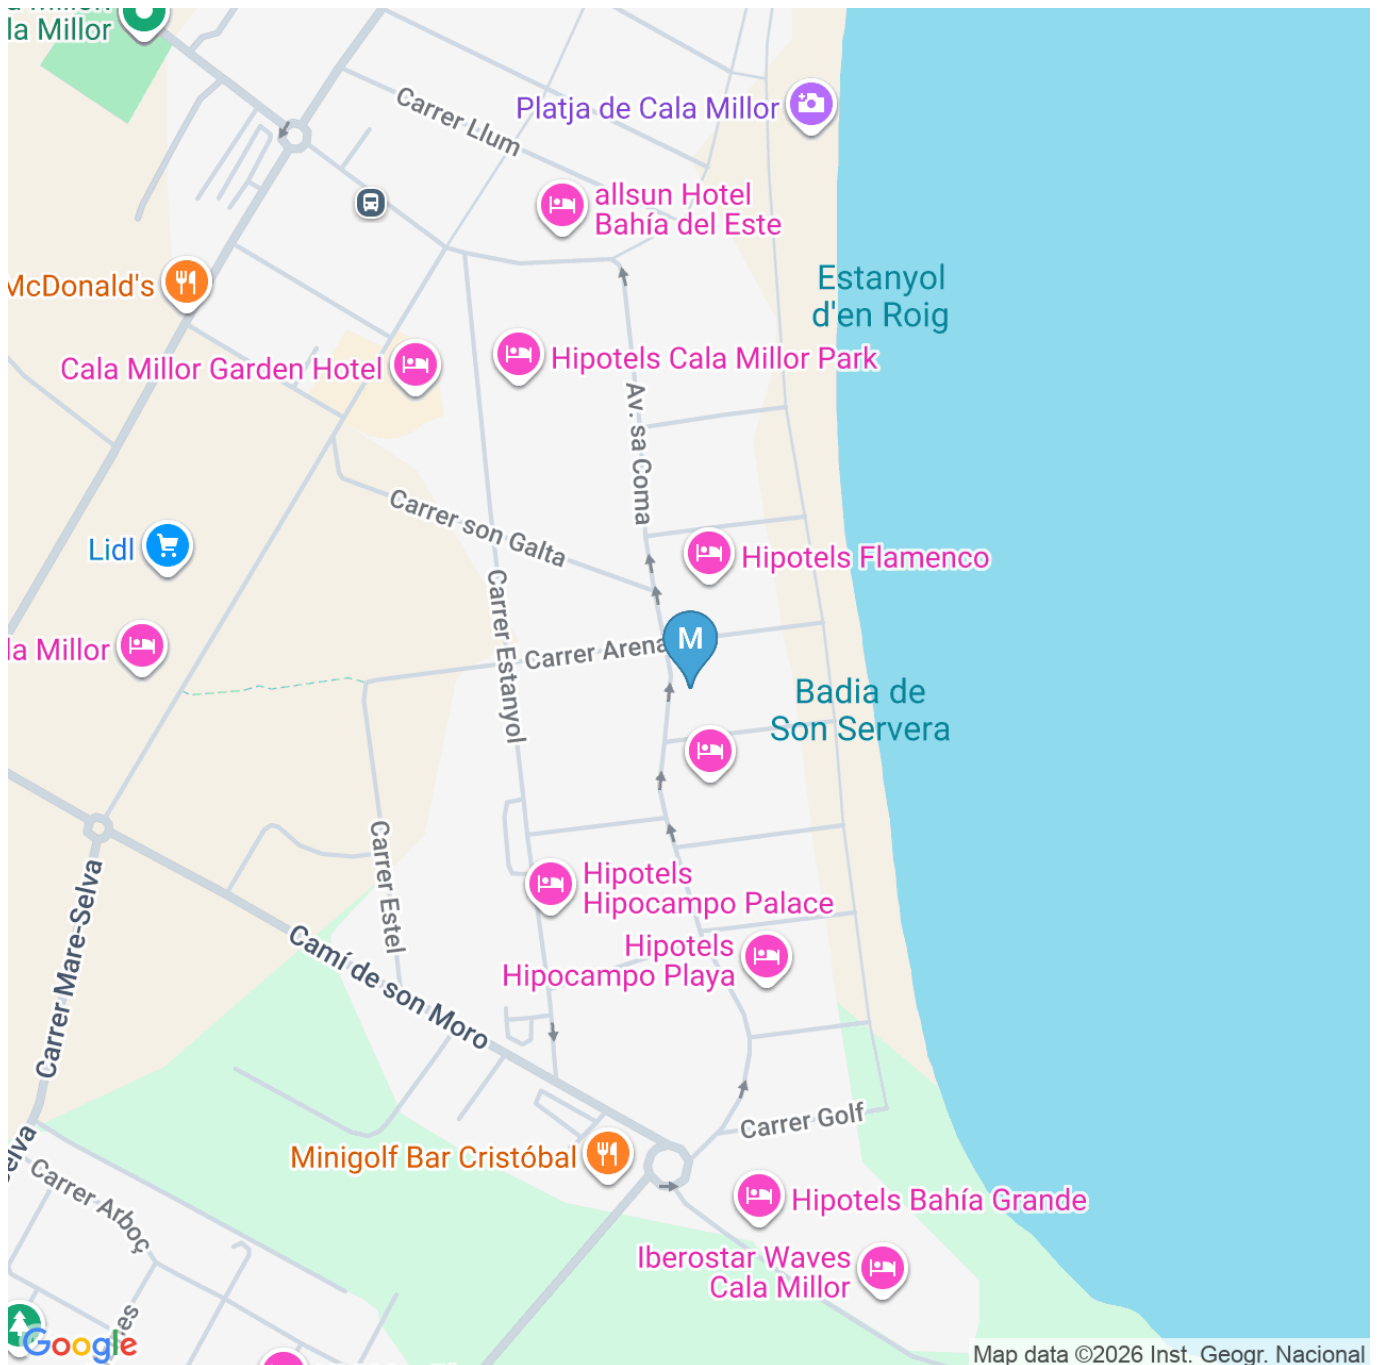 la Millor
Carrer Llum
Platja de Cala Millor
allsun Hotel
Bahía del Este
Estanyol
d'en Roig
McDonald's
Cala Millor Garden Hotel
Hipotels Cala Millor Park
Av. sa Coma
Carrer son Galta
Lidl
Hipotels Flamenco
Carrer Estanyol
Carrer Arena
M
la Millor
Badia de
Son Servera
Carrer Estel
Carrer Mare-Selva
Hipotels
Hipocampo Palace
Hipotels
Hipocampo Playa
Camí de son Moro
Carrer Golf
Minigolf Bar Cristóbal
Carrer Arboç
Hipotels Bahía Grande
Iberostar Waves
Cala Millor
Google
Map data ©2026 Inst. Geogr. Nacional